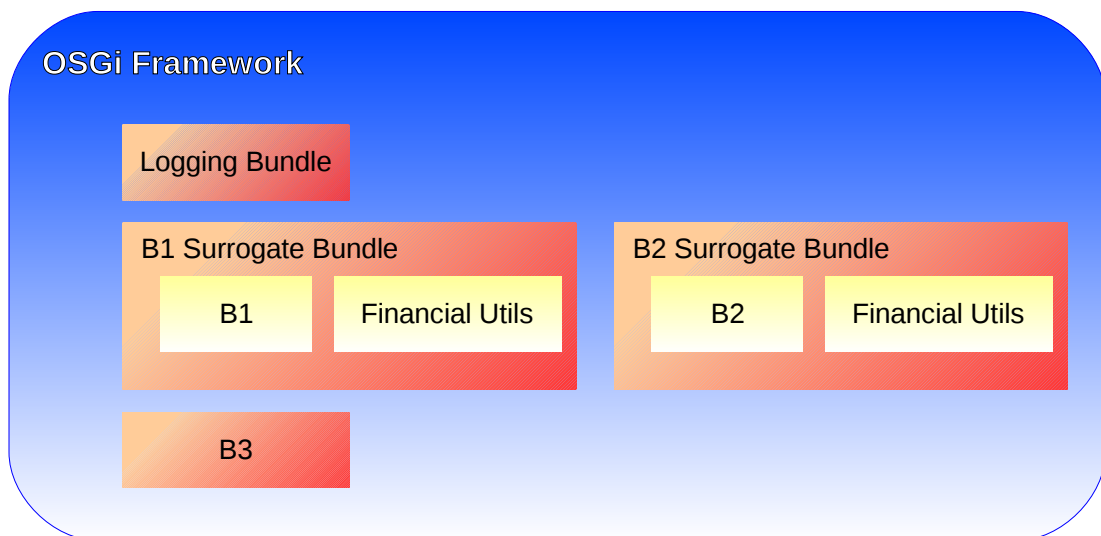 OSGi Framework
Logging Bundle
B1 Surrogate Bundle
B1
Financial Utils
B2 Surrogate Bundle
B2
Financial Utils
B3